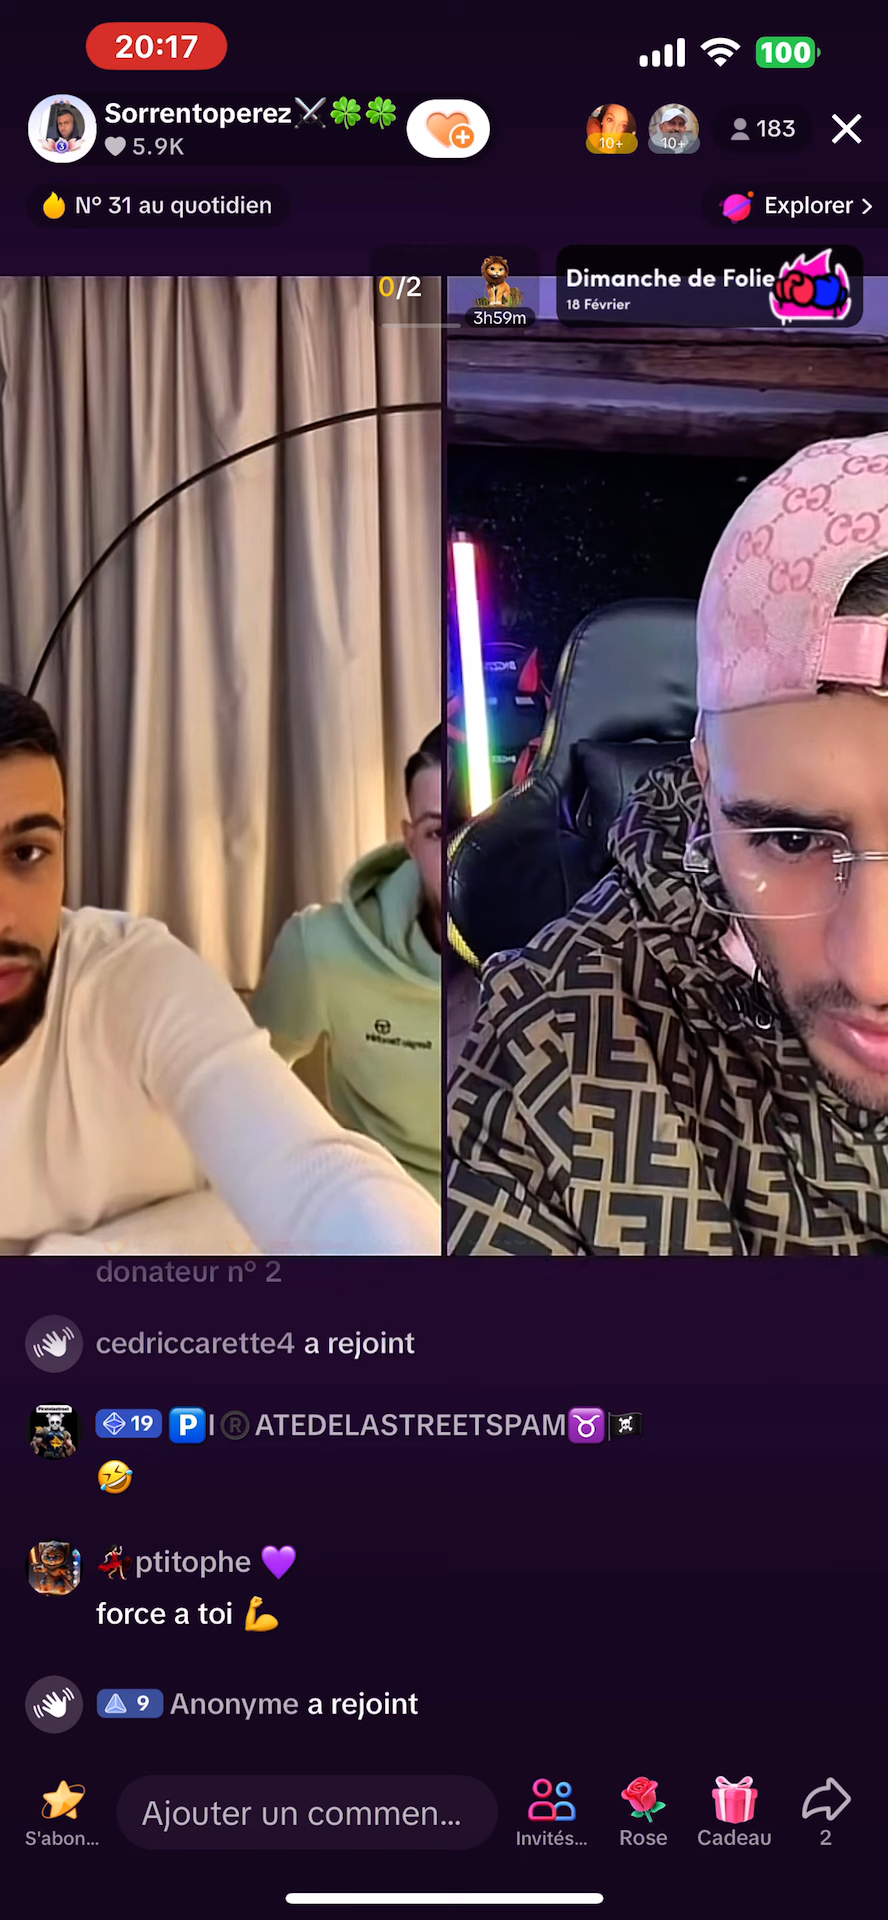 20:17
100
Sorrentoperez⚔️🍀🍀
5.9K
3
10+
10+
183
N° 31 au quotidien
Explorer >
0/2
3h59m
Dimanche de Folie
18 Février
donateur n° 2
cedriccarette4 a rejoint
19 🅿️I®️ATEDELASTREETSPAM♉🏴‍☠️
🤣
💃ptitophe 💜
force a toi 💪
9 Anonyme a rejoint
S'abon...
Ajouter un commen...
Invités...
Rose
Cadeau
2